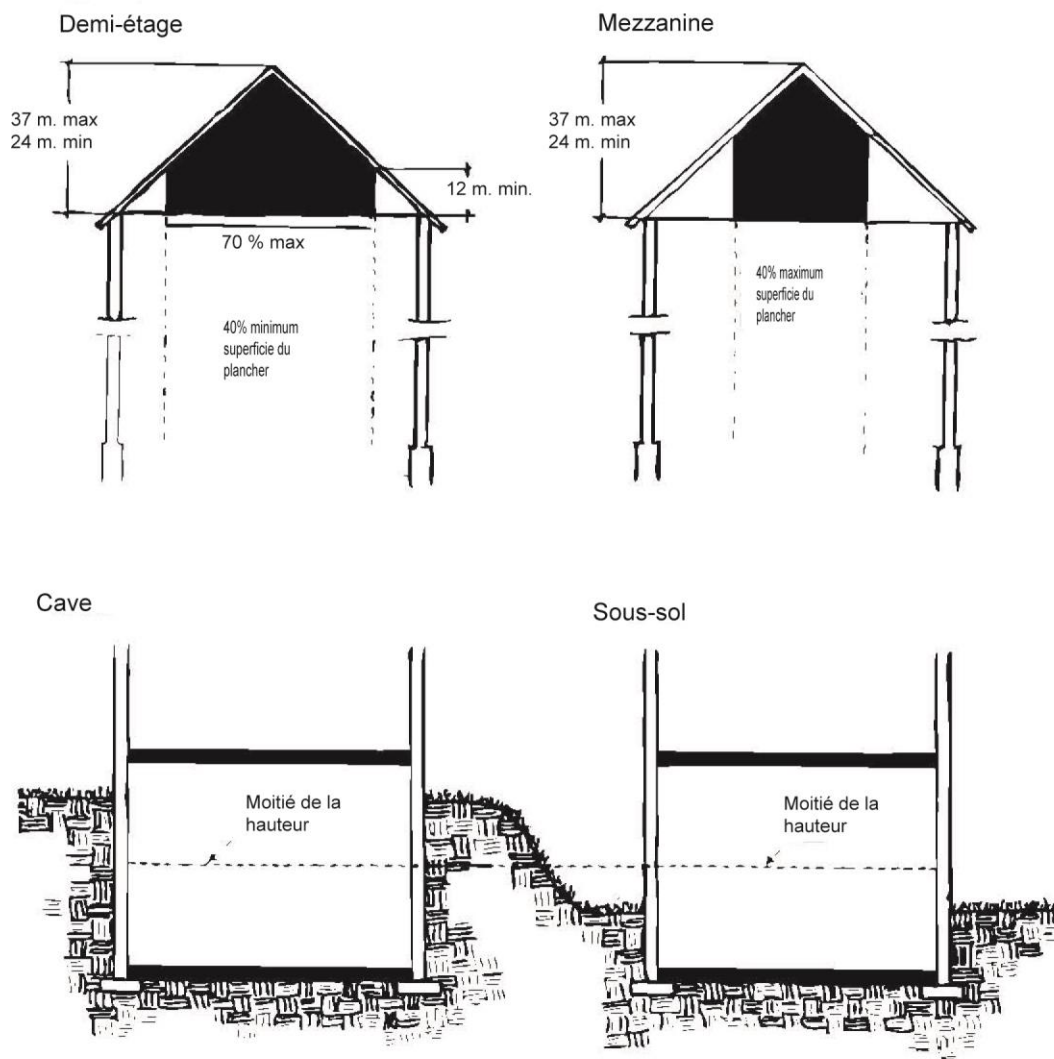 Demi-étage
37 m. max
24 m. min
12 m. min.
70 % max
40% minimum
superficie du
plancher
Mezzanine
37 m. max
24 m. min
40% maximum
superficie du
plancher
Cave
Moitié de la
hauteur
Sous-sol
Moitié de la
hauteur